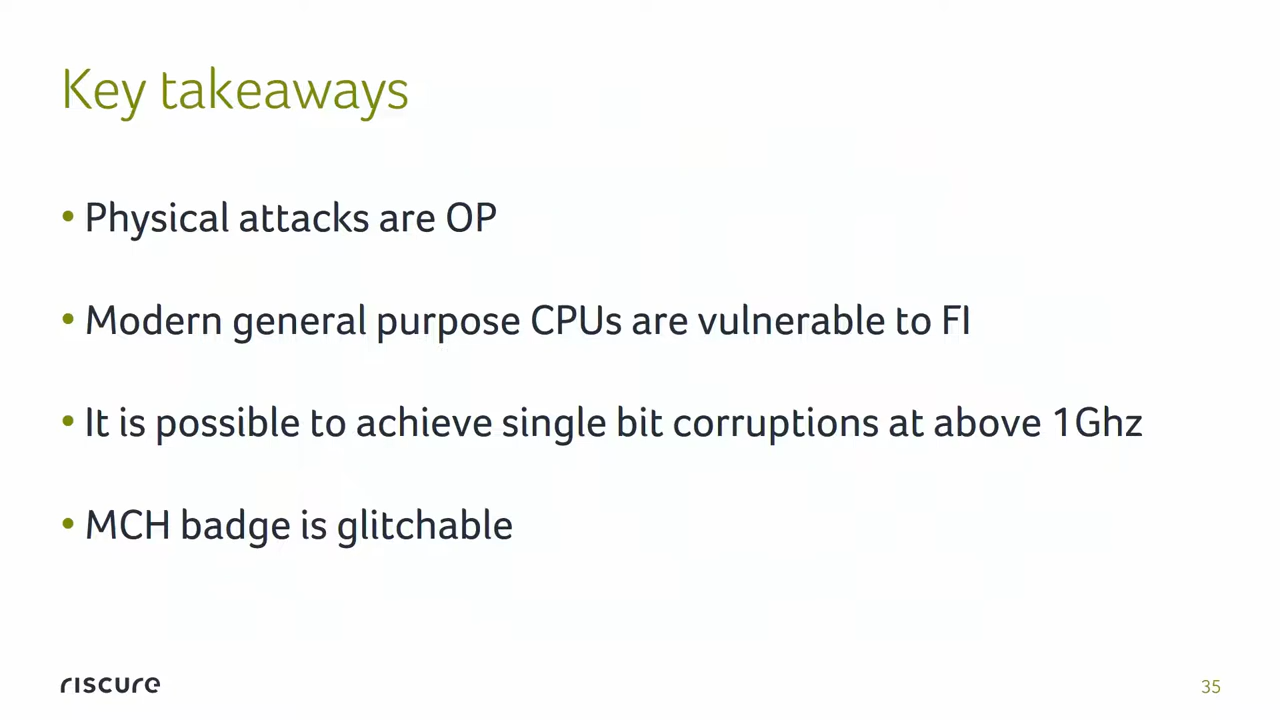 Key takeaways
• Physical attacks are OP
• Modern general purpose CPUs are vulnerable to FI
• It is possible to achieve single bit corruptions at above 1Ghz
• MCH badge is glitchable
riscure
35